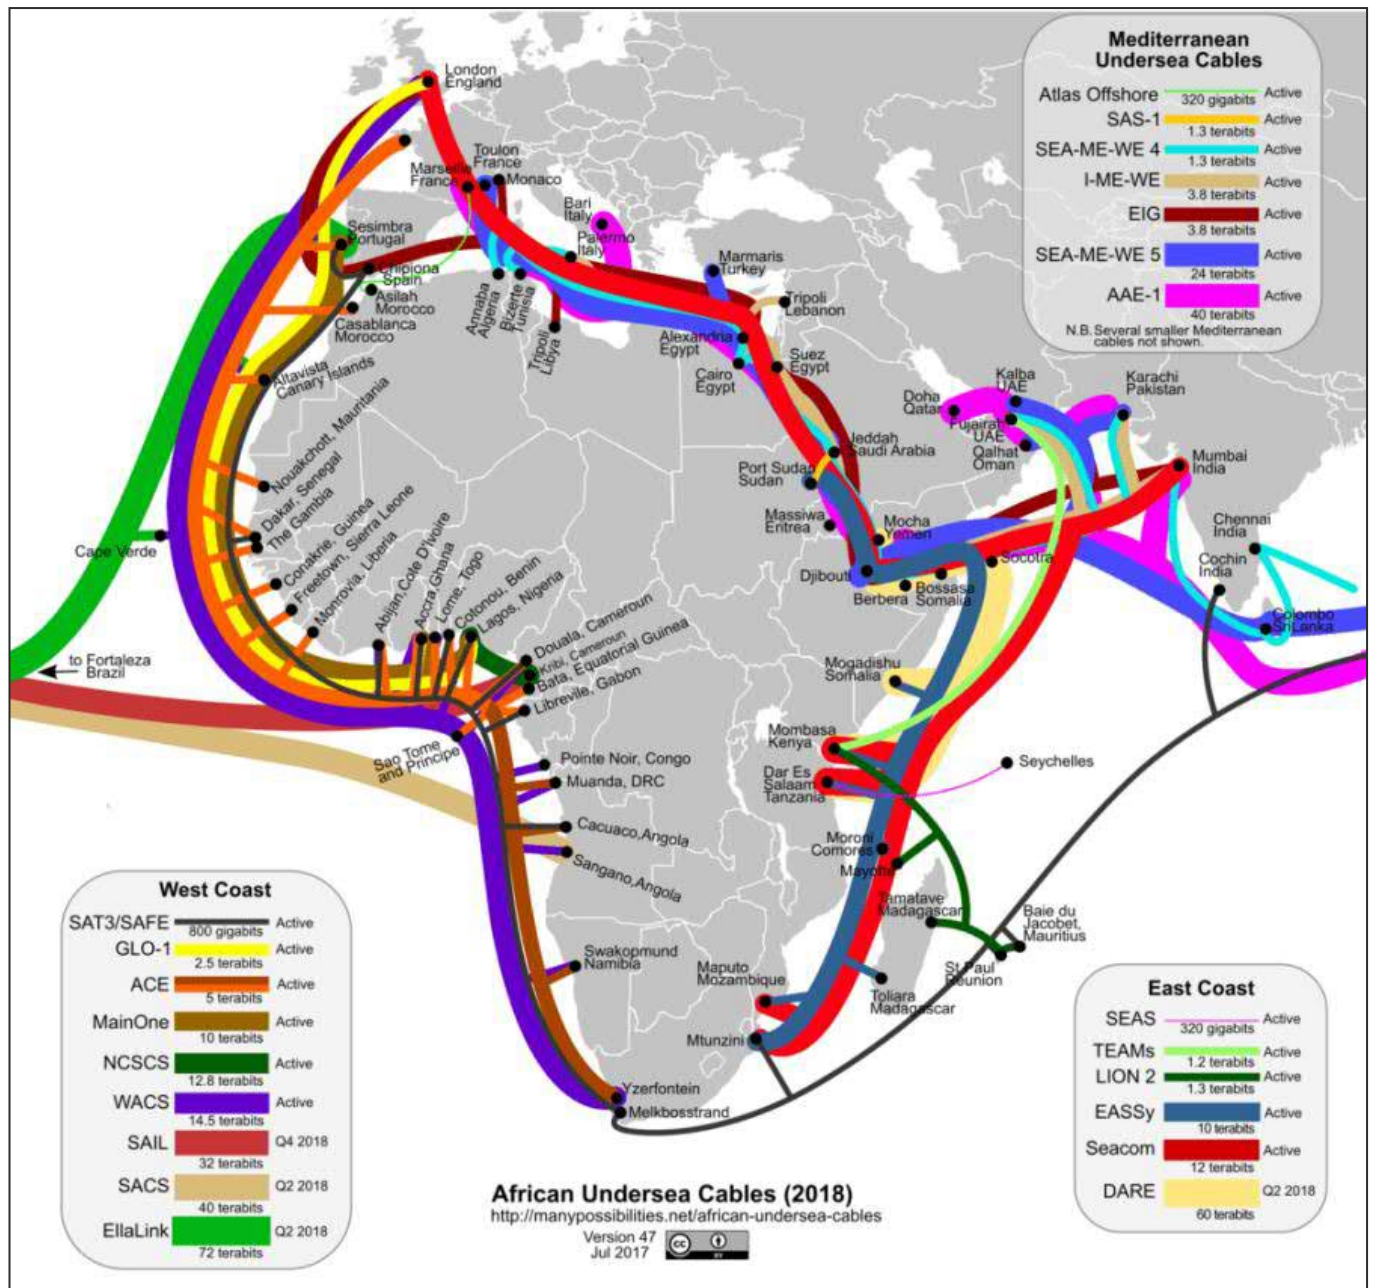 London
England
Toulon
France
Marseille
France
Monaco
Bari
Italy
Palermo
Italy
Sesimbra
Portugal
Chipiona
Spain
Asilah
Morocco
Casablanca
Morocco
Annaba
Algeria
Bizerte
Tunisia
Tripoli
Libya
Marmaris
Turkey
Tripoli
Lebanon
Alexandria
Egypt
Cairo
Egypt
Suez
Egypt
Altavista
Canary Islands
Nouakchott, Mauritania
Dakar, Senegal
The Gambia
Conakrie, Guinea
Freetown, Sierra Leone
Monrovia, Liberia
Abijan,Cote D'ivoire
Accra,Ghana
Lome, Togo
Cotonou, Benin
Lagos, Nigeria
Douala, Cameroun
Kribi, Cameroun
Bata, Equatorial Guinea
Libreville, Gabon
Cape Verde
to Fortaleza
Brazil
Sao Tome
and Principe
Pointe Noir, Congo
Muanda, DRC
Cacuaco,Angola
Sangano,Angola
Swakopmund
Namibia
Yzerfontein
Melkbosstrand
Doha
Qatar
Kalba
UAE
Fujairah
UAE
Qalhat
Oman
Karachi
Pakistan
Mumbai
India
Chennai
India
Cochin
India
Colombo
SriLanka
Jeddah
Saudi Arabia
Port Sudan
Sudan
Massiwa
Eritrea
Mocha
Yemen
Djibouti
Berbera
Bossasa
Somalia
Socotra
Mogadishu
Somalia
Mombasa
Kenya
Dar Es
Salaam
Tanzania
Seychelles
Moroni
Comores
Mayotte
Tamatave
Madagascar
Baie du
Jacobet,
Mauritius
St Paul
Reunion
Toliara
Madagascar
Maputo
Mozambique
Mtunzini
Mediterranean
Undersea Cables
Atlas Offshore Active
320 gigabits
SAS-1 Active
1.3 terabits
SEA-ME-WE 4 Active
1.3 terabits
I-ME-WE Active
3.8 terabits
EIG Active
3.8 terabits
SEA-ME-WE 5 Active
24 terabits
AAE-1 Active
40 terabits
N.B. Several smaller Mediterranean
cables not shown.
West Coast
SAT3/SAFE Active
800 gigabits
GLO-1 Active
2.5 terabits
ACE Active
5 terabits
MainOne Active
10 terabits
NCSCS Active
12.8 terabits
WACS Active
14.5 terabits
SAIL Q4 2018
32 terabits
SACS Q2 2018
40 terabits
EllaLink Q2 2018
72 terabits
East Coast
SEAS Active
320 gigabits
TEAMs Active
1.2 terabits
LION 2 Active
1.3 terabits
EASSy Active
10 terabits
Seacom Active
12 terabits
DARE Q2 2018
60 terabits
African Undersea Cables (2018)
http://manypossibilities.net/african-undersea-cables
Version 47
Jul 2017
cc
BY